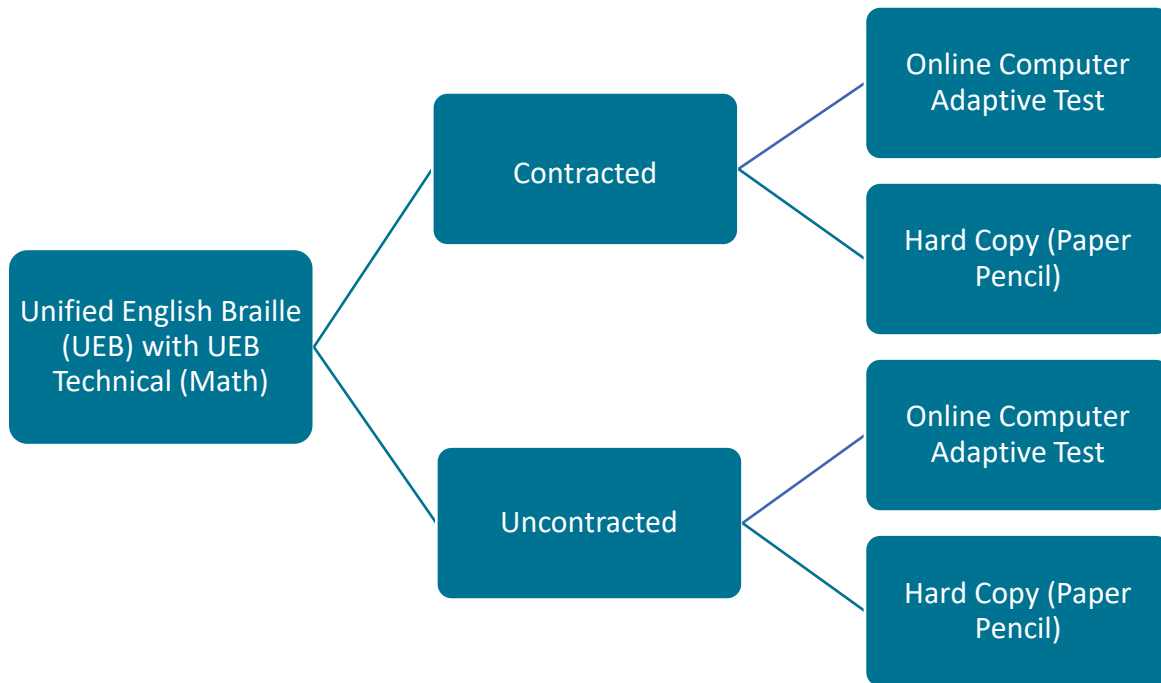 Unified English Braille
(UEB) with UEB
Technical (Math)
Contracted
Online Computer
Adaptive Test
Hard Copy (Paper
Pencil)
Uncontracted
Online Computer
Adaptive Test
Hard Copy (Paper
Pencil)